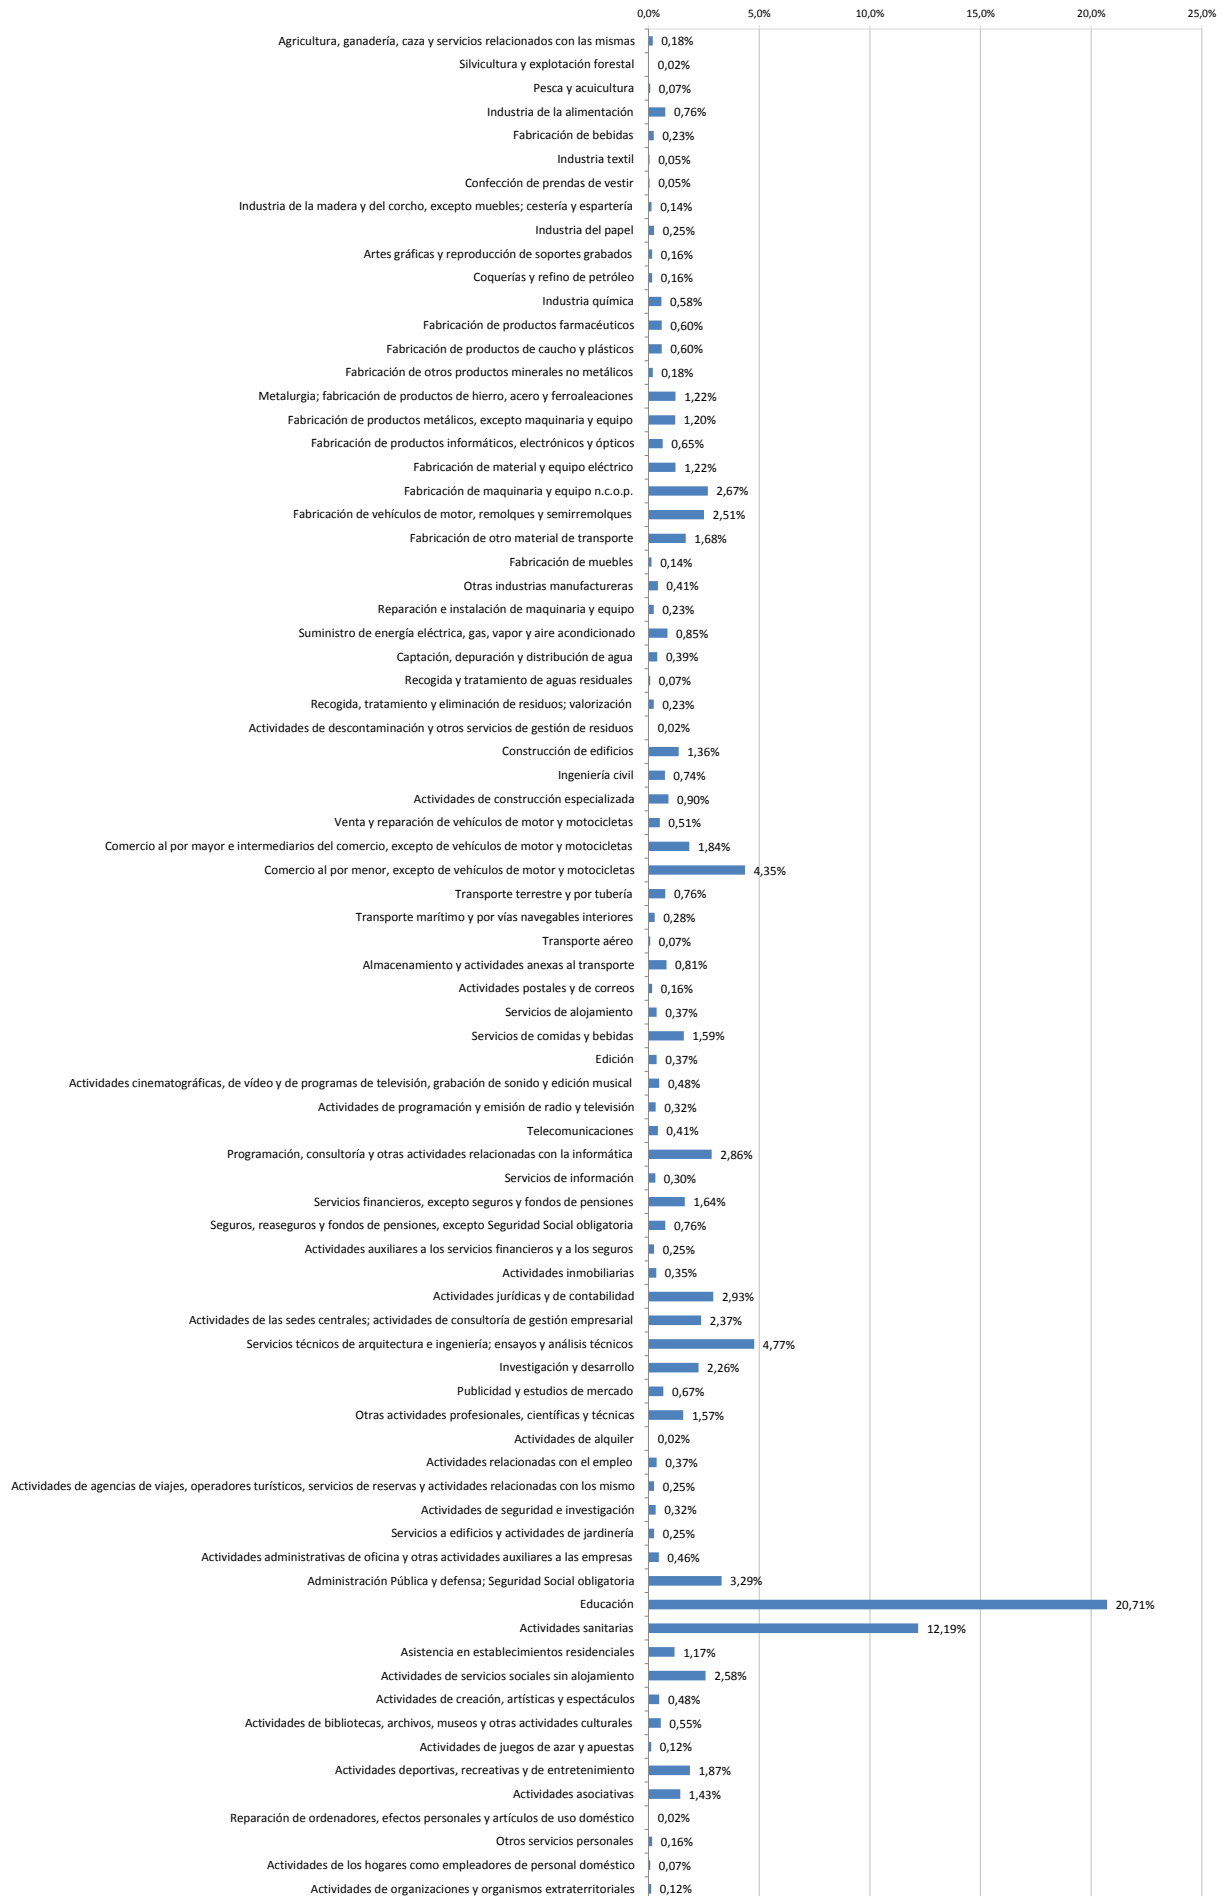 0,0% 5,0% 10,0% 15,0% 20,0% 25,0%
Agricultura, ganadería, caza y servicios relacionados con las mismas 0,18%
Silvicultura y explotación forestal 0,02%
Pesca y acuicultura 0,07%
Industria de la alimentación 0,76%
Fabricación de bebidas 0,23%
Industria textil 0,05%
Confección de prendas de vestir 0,05%
Industria de la madera y del corcho, excepto muebles; cestería y espartería 0,14%
Industria del papel 0,25%
Artes gráficas y reproducción de soportes grabados 0,16%
Coquerías y refino de petróleo 0,16%
Industria química 0,58%
Fabricación de productos farmacéuticos 0,60%
Fabricación de productos de caucho y plásticos 0,60%
Fabricación de otros productos minerales no metálicos 0,18%
Metalurgia; fabricación de productos de hierro, acero y ferroaleaciones 1,22%
Fabricación de productos metálicos, excepto maquinaria y equipo 1,20%
Fabricación de productos informáticos, electrónicos y ópticos 0,65%
Fabricación de material y equipo eléctrico 1,22%
Fabricación de maquinaria y equipo n.c.o.p. 2,67%
Fabricación de vehículos de motor, remolques y semirremolques 2,51%
Fabricación de otro material de transporte 1,68%
Fabricación de muebles 0,14%
Otras industrias manufactureras 0,41%
Reparación e instalación de maquinaria y equipo 0,23%
Suministro de energía eléctrica, gas, vapor y aire acondicionado 0,85%
Captación, depuración y distribución de agua 0,39%
Recogida y tratamiento de aguas residuales 0,07%
Recogida, tratamiento y eliminación de residuos; valorización 0,23%
Actividades de descontaminación y otros servicios de gestión de residuos 0,02%
Construcción de edificios 1,36%
Ingeniería civil 0,74%
Actividades de construcción especializada 0,90%
Venta y reparación de vehículos de motor y motocicletas 0,51%
Comercio al por mayor e intermediarios del comercio, excepto de vehículos de motor y motocicletas 1,84%
Comercio al por menor, excepto de vehículos de motor y motocicletas 4,35%
Transporte terrestre y por tubería 0,76%
Transporte marítimo y por vías navegables interiores 0,28%
Transporte aéreo 0,07%
Almacenamiento y actividades anexas al transporte 0,81%
Actividades postales y de correos 0,16%
Servicios de alojamiento 0,37%
Servicios de comidas y bebidas 1,59%
Edición 0,37%
Actividades cinematográficas, de vídeo y de programas de televisión, grabación de sonido y edición musical 0,48%
Actividades de programación y emisión de radio y televisión 0,32%
Telecomunicaciones 0,41%
Programación, consultoría y otras actividades relacionadas con la informática 2,86%
Servicios de información 0,30%
Servicios financieros, excepto seguros y fondos de pensiones 1,64%
Seguros, reaseguros y fondos de pensiones, excepto Seguridad Social obligatoria 0,76%
Actividades auxiliares a los servicios financieros y a los seguros 0,25%
Actividades inmobiliarias 0,35%
Actividades jurídicas y de contabilidad 2,93%
Actividades de las sedes centrales; actividades de consultoría de gestión empresarial 2,37%
Servicios técnicos de arquitectura e ingeniería; ensayos y análisis técnicos 4,77%
Investigación y desarrollo 2,26%
Publicidad y estudios de mercado 0,67%
Otras actividades profesionales, científicas y técnicas 1,57%
Actividades de alquiler 0,02%
Actividades relacionadas con el empleo 0,37%
Actividades de agencias de viajes, operadores turísticos, servicios de reservas y actividades relacionadas con los mismo 0,25%
Actividades de seguridad e investigación 0,32%
Servicios a edificios y actividades de jardinería 0,25%
Actividades administrativas de oficina y otras actividades auxiliares a las empresas 0,46%
Administración Pública y defensa; Seguridad Social obligatoria 3,29%
Educación 20,71%
Actividades sanitarias 12,19%
Asistencia en establecimientos residenciales 1,17%
Actividades de servicios sociales sin alojamiento 2,58%
Actividades de creación, artísticas y espectáculos 0,48%
Actividades de bibliotecas, archivos, museos y otras actividades culturales 0,55%
Actividades de juegos de azar y apuestas 0,12%
Actividades deportivas, recreativas y de entretenimiento 1,87%
Actividades asociativas 1,43%
Reparación de ordenadores, efectos personales y artículos de uso doméstico 0,02%
Otros servicios personales 0,16%
Actividades de los hogares como empleadores de personal doméstico 0,07%
Actividades de organizaciones y organismos extraterritoriales 0,12%